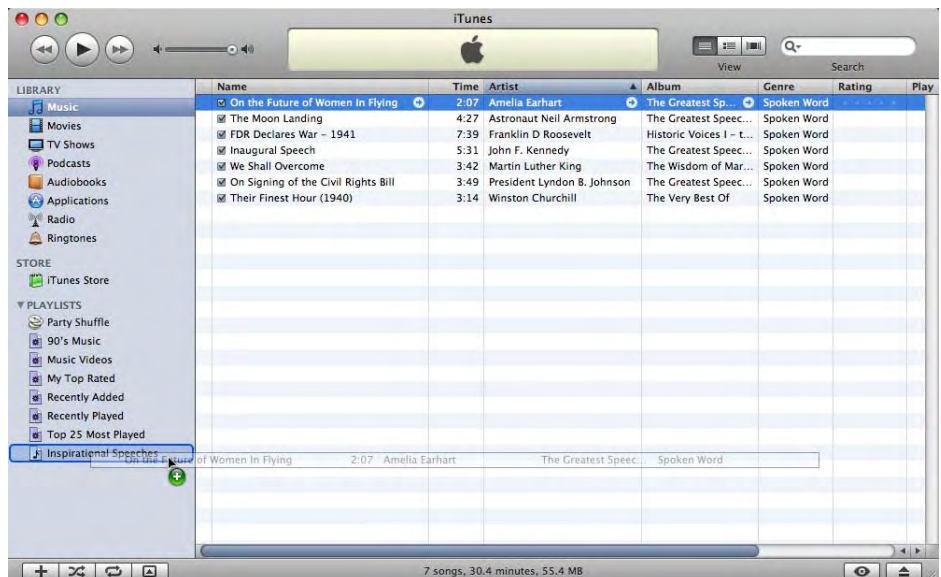 iTunes
View
Search
LIBRARY
Music
Movies
TV Shows
Podcasts
Audiobooks
Applications
Radio
Ringtones
STORE
iTunes Store
PLAYLISTS
Party Shuffle
90's Music
Music Videos
My Top Rated
Recently Added
Recently Played
Top 25 Most Played
Inspirational Speeches
Name Time Artist Album Genre Rating Play
On the Future of Women In Flying 2:07 Amelia Earhart The Greatest Sp... Spoken Word
The Moon Landing 4:27 Astronaut Neil Armstrong The Greatest Speec... Spoken Word
FDR Declares War – 1941 7:39 Franklin D Roosevelt Historic Voices I – t... Spoken Word
Inaugural Speech 5:31 John F. Kennedy The Greatest Speec... Spoken Word
We Shall Overcome 3:42 Martin Luther King The Wisdom of Mar... Spoken Word
On Signing of the Civil Rights Bill 3:49 President Lyndon B. Johnson The Greatest Speec... Spoken Word
Their Finest Hour (1940) 3:14 Winston Churchill The Very Best Of Spoken Word
On the Future of Women In Flying 2:07 Amelia Earhart The Greatest Speec... Spoken Word
7 songs, 30.4 minutes, 55.4 MB